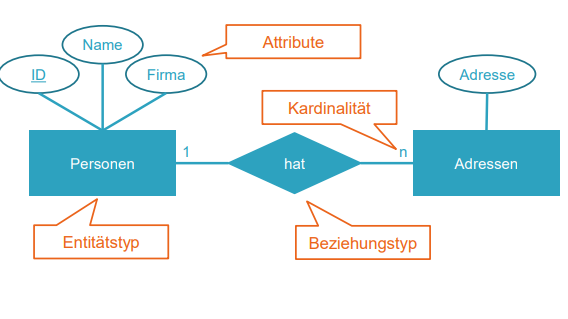 Name
Attribute
ID
Firma
Adresse
Kardinalität
Personen
1
hat
n
Adressen
Entitätstyp
Beziehungstyp